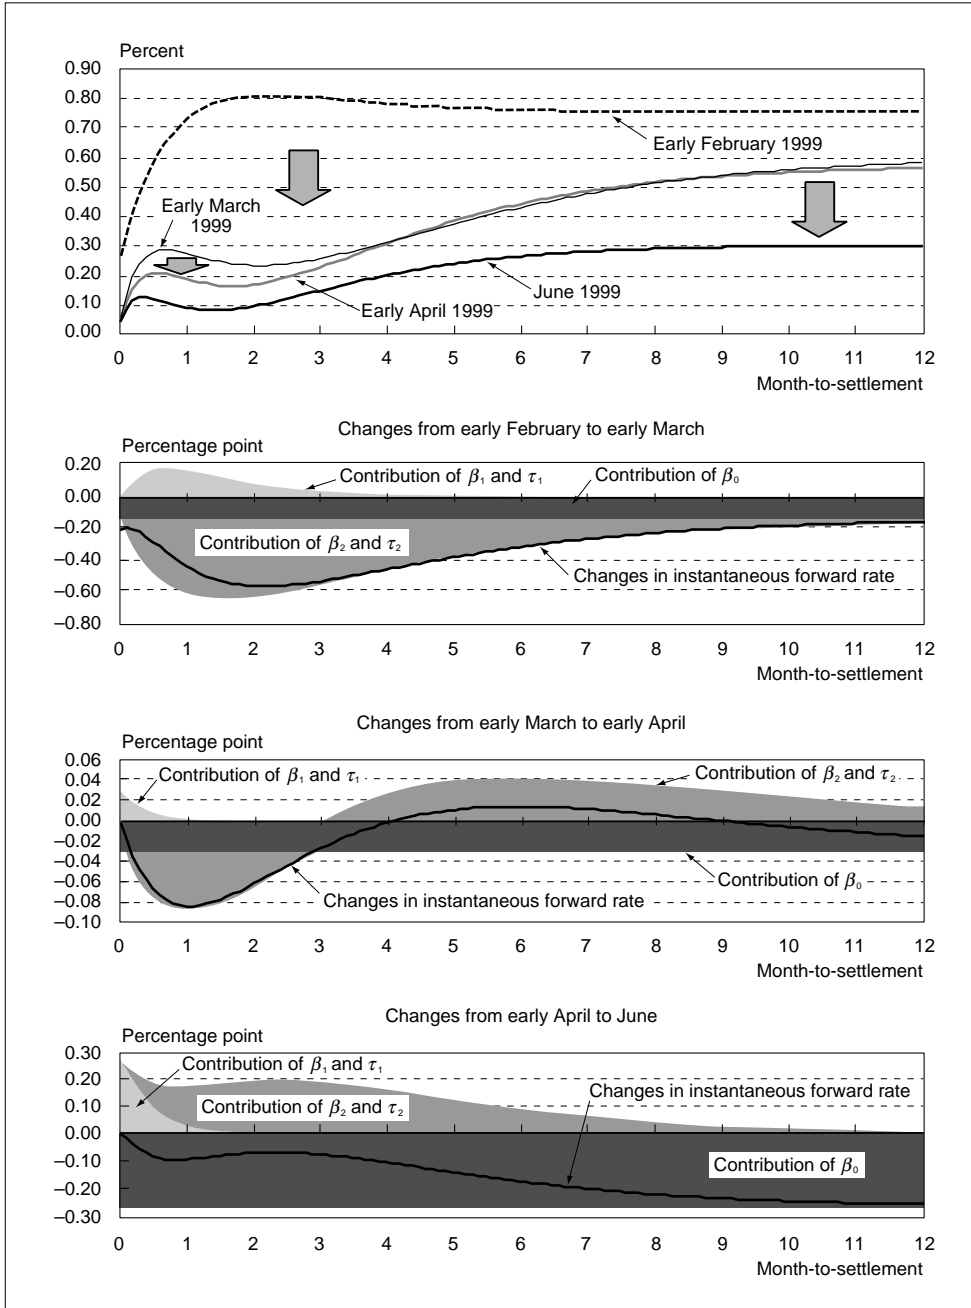 Percent
0.90
0.80
0.70
0.60
0.50
0.40
0.30
0.20
0.10
0.00
Early February 1999
Early March
1999
Early April 1999
June 1999
0 1 2 3 4 5 6 7 8 9 10 11 12
Month-to-settlement
Changes from early February to early March
Percentage point
0.20
0.00
–0.20
–0.40
–0.60
–0.80
Contribution of β₁ and τ₁
Contribution of β₀
Contribution of β₂ and τ₂
Changes in instantaneous forward rate
0 1 2 3 4 5 6 7 8 9 10 11 12
Month-to-settlement
Changes from early March to early April
Percentage point
0.06
0.04
0.02
0.00
–0.02
–0.04
–0.06
–0.08
–0.10
Contribution of β₁ and τ₁
Contribution of β₂ and τ₂
Contribution of β₀
Changes in instantaneous forward rate
0 1 2 3 4 5 6 7 8 9 10 11 12
Month-to-settlement
Changes from early April to June
Percentage point
0.30
0.20
0.10
0.00
–0.10
–0.20
–0.30
Contribution of β₁ and τ₁
Contribution of β₂ and τ₂
Changes in instantaneous forward rate
Contribution of β₀
0 1 2 3 4 5 6 7 8 9 10 11 12
Month-to-settlement